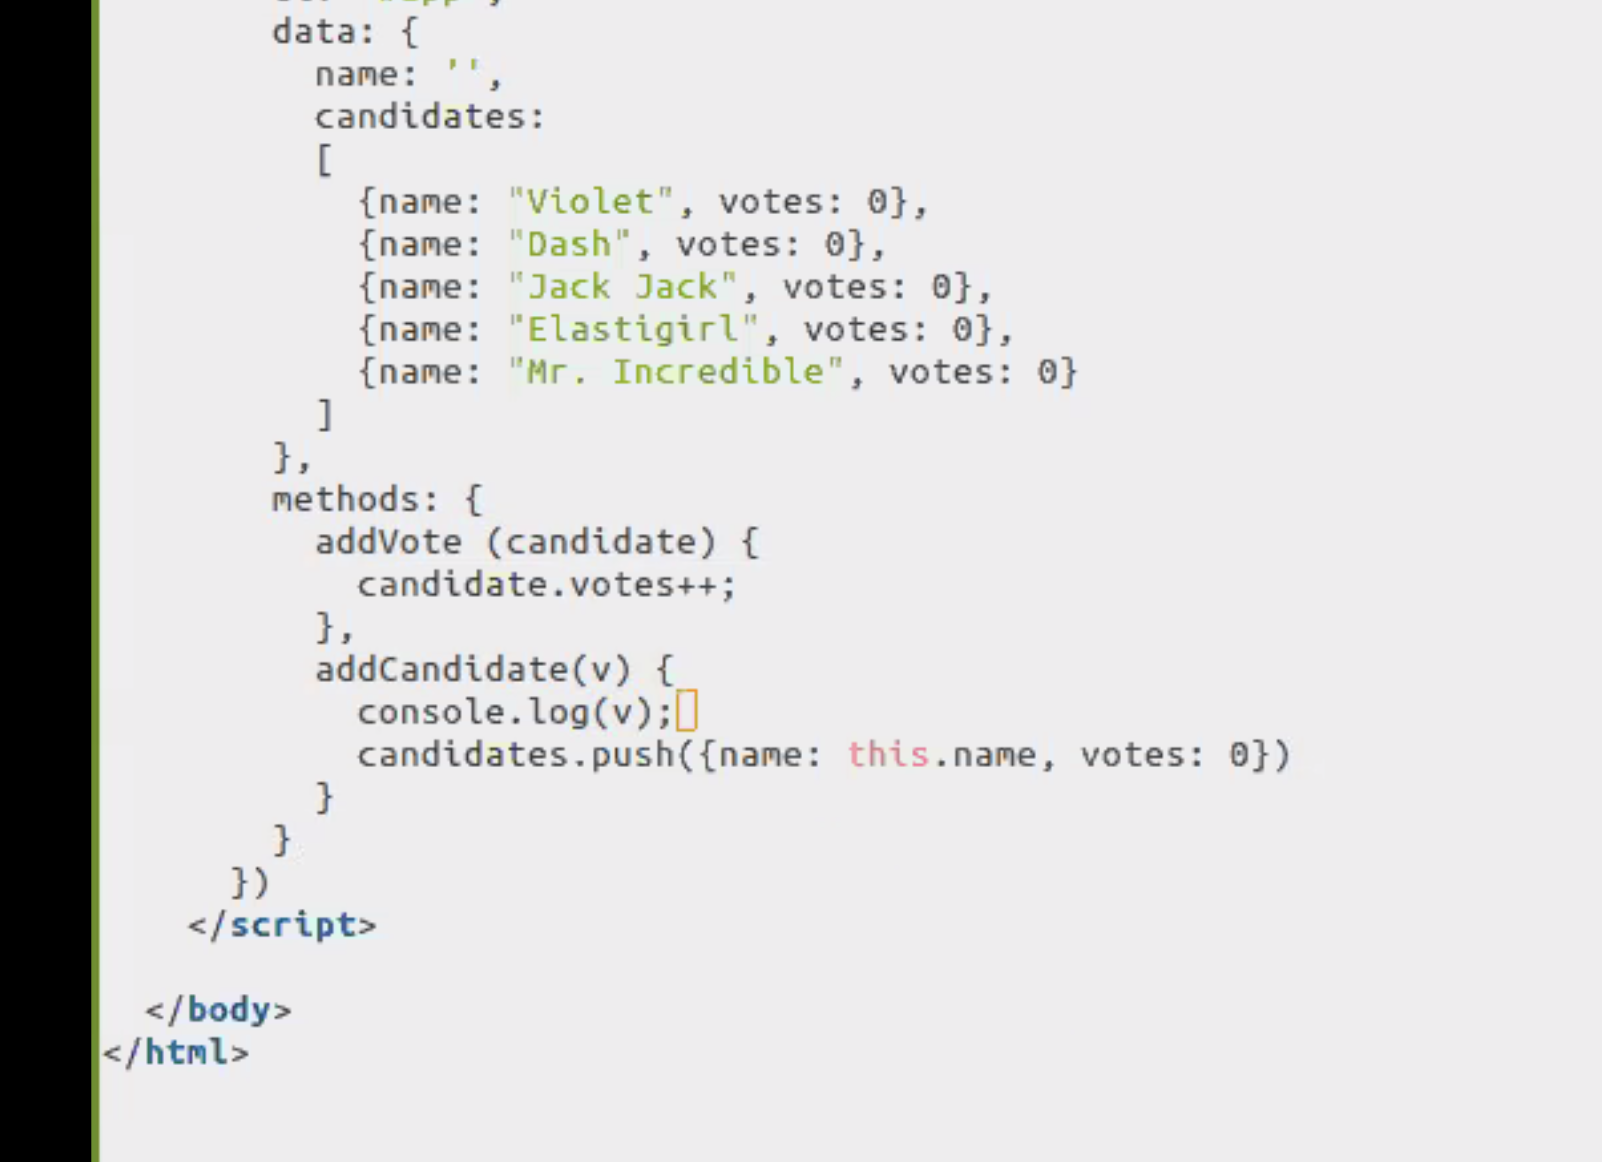 data: {
name: '',
candidates:
[
{name: "Violet", votes: 0},
{name: "Dash", votes: 0},
{name: "Jack Jack", votes: 0},
{name: "Elastigirl", votes: 0},
{name: "Mr. Incredible", votes: 0}
]
},
methods: {
addVote (candidate) {
candidate.votes++;
},
addCandidate(v) {
console.log(v);
candidates.push({name: this.name, votes: 0})
}
}
})
</script>
</body>
</html>